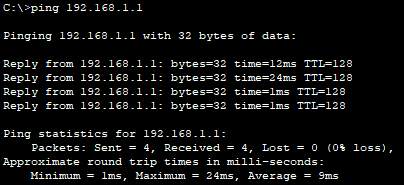 C:\>ping 192.168.1.1
Pinging 192.168.1.1 with 32 bytes of data:
Reply from 192.168.1.1: bytes=32 time=12ms TTL=128
Reply from 192.168.1.1: bytes=32 time=24ms TTL=128
Reply from 192.168.1.1: bytes=32 time=1ms TTL=128
Reply from 192.168.1.1: bytes=32 time=1ms TTL=128
Ping statistics for 192.168.1.1:
    Packets: Sent = 4, Received = 4, Lost = 0 (0% loss),
Approximate round trip times in milli-seconds:
    Minimum = 1ms, Maximum = 24ms, Average = 9ms